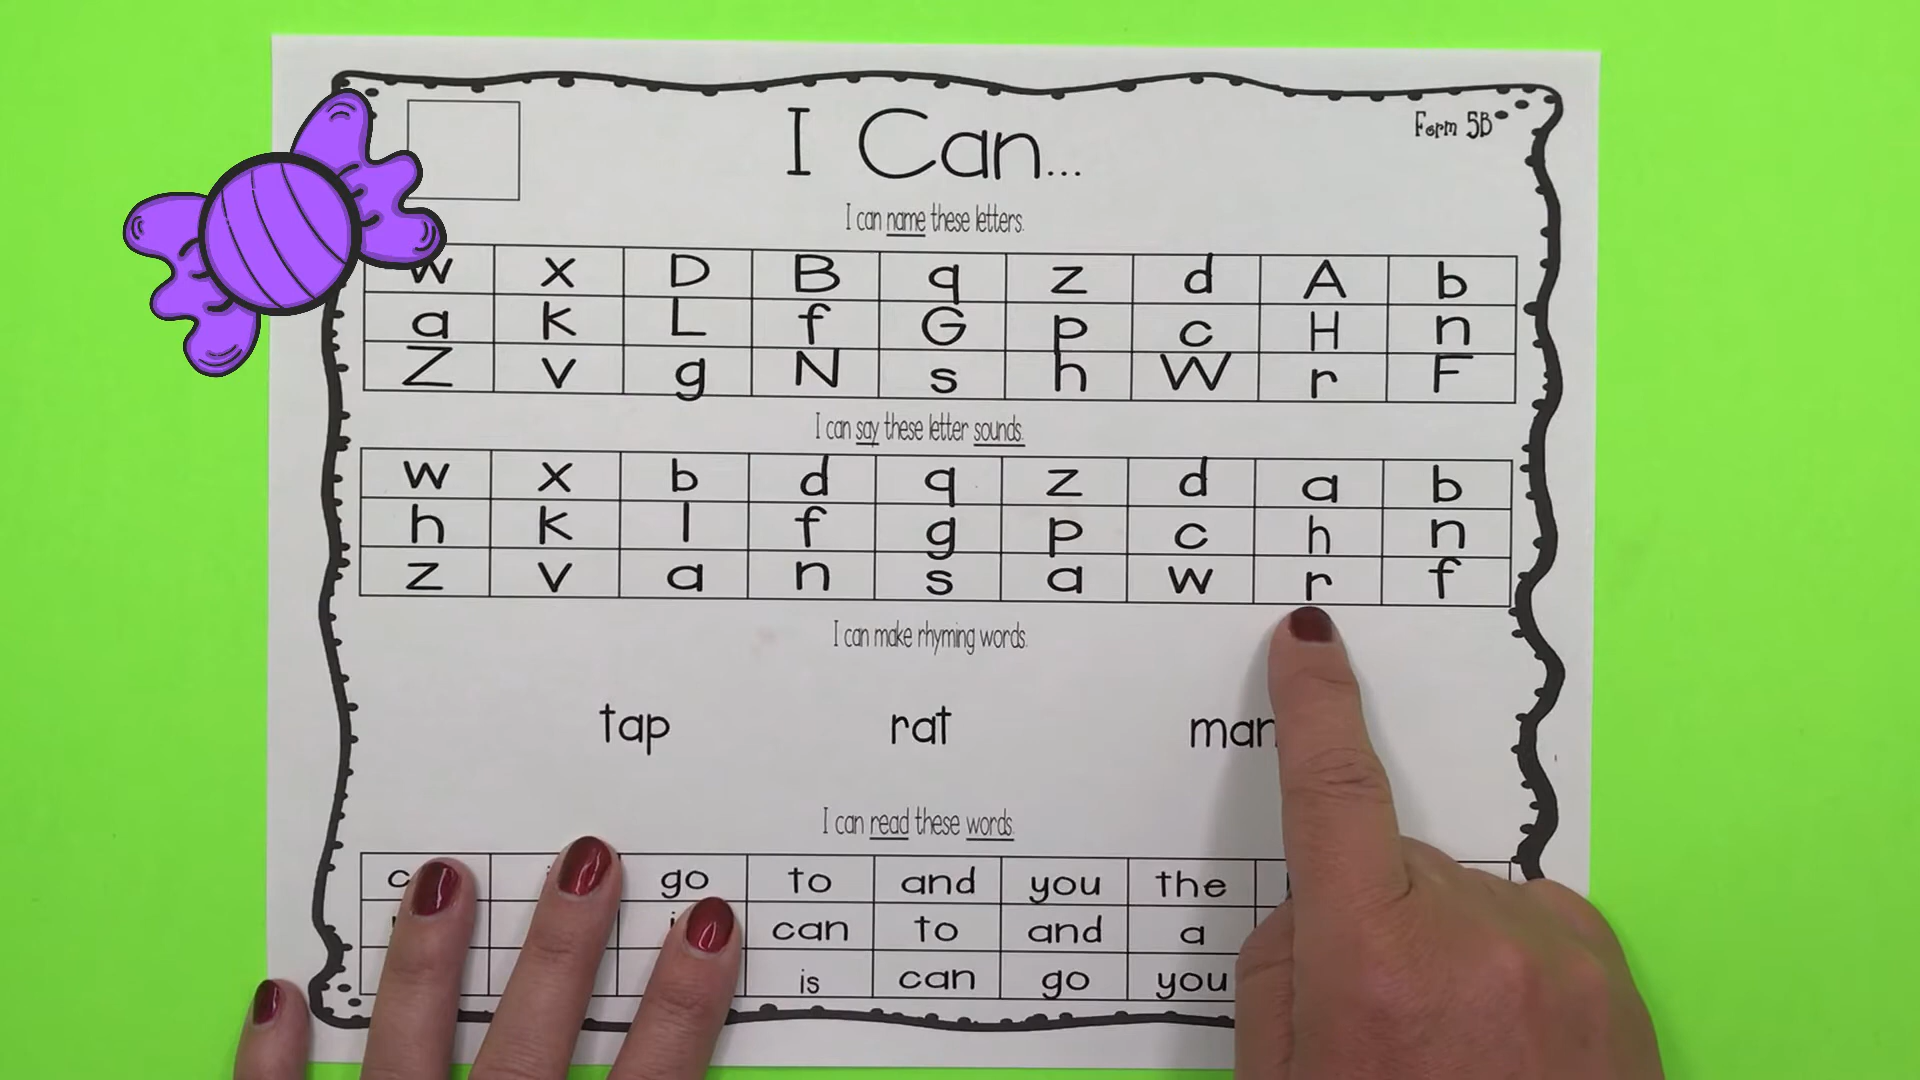 I Can...
Form 5B
I can name these letters.
w x D B q z d A b
a K L f G p c H n
Z v g N s h W r F
I can say these letter sounds.
w x b d q z d a b
h k l f g p c h n
z v a n s a w r f
I can make rhyming words.
tap rat man
I can read these words.
go to and you the
can to and a
is can go you